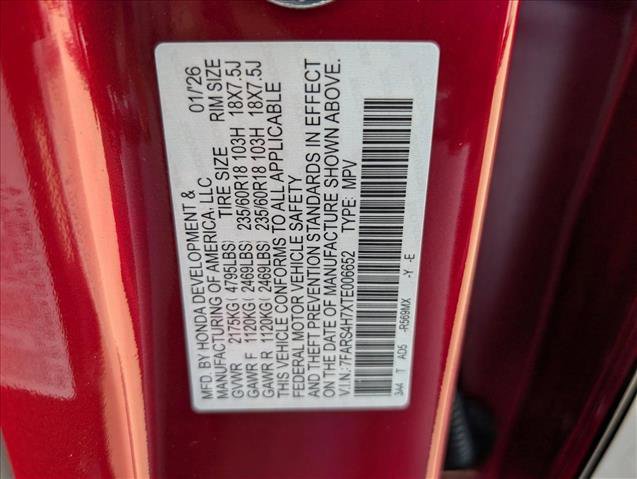 MFD. BY HONDA DEVELOPMENT & 01/'26
MANUFACTURING OF AMERICA, LLC
TIRE SIZE RIM SIZE
GVWR 2175KG( 4795LBS)
GAWR F 1120KG( 2469LBS) 235/60R18 103H 18X7.5J
GAWR R 1120KG( 2469LBS) 235/60R18 103H 18X7.5J
THIS VEHICLE CONFORMS TO ALL APPLICABLE
FEDERAL MOTOR VEHICLE SAFETY
AND THEFT PREVENTION STANDARDS IN EFFECT
ON THE DATE OF MANUFACTURE SHOWN ABOVE.
V.I.N.:7FARS4H7XTE006652 TYPE: MPV
3A4 T AD5 -R569MX -Y -E